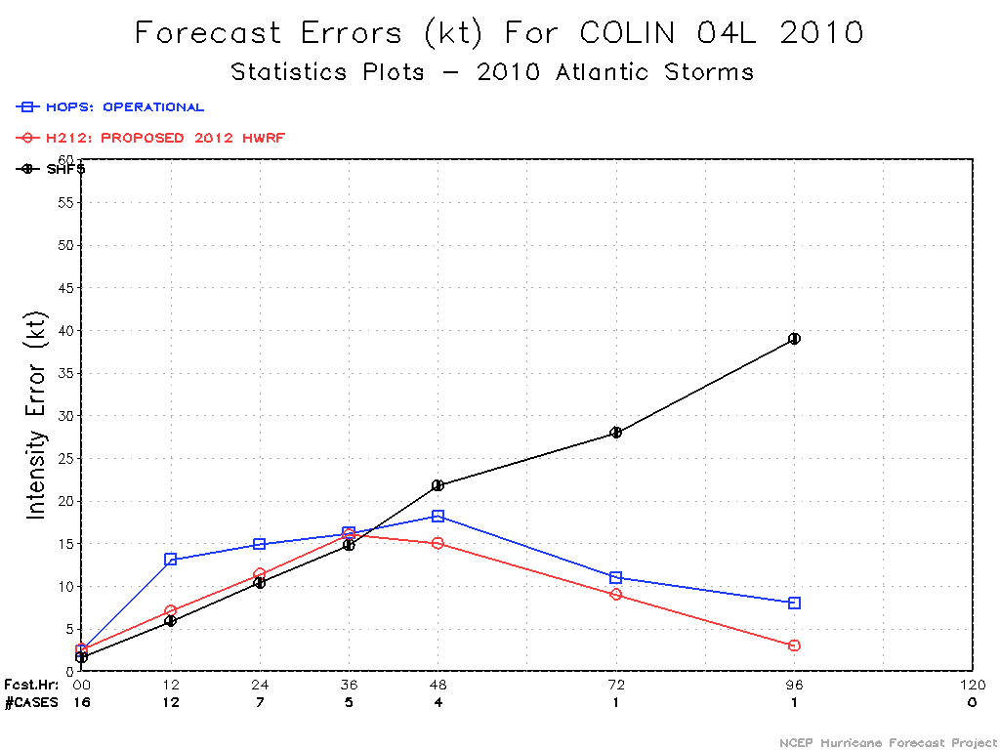 Forecast Errors (kt) For COLIN 04L 2010
Statistics Plots - 2010 Atlantic Storms
HOPS: OPERATIONAL
H212: PROPOSED 2012 HWRF
SHF5
Intensity Error (kt)
60
55
50
45
40
35
30
25
20
15
10
5
0
Fcst.Hr: 00 12 24 36 48 72 96 120
#CASES 16 12 7 5 4 1 1 0
NCEP Hurricane Forecast Project